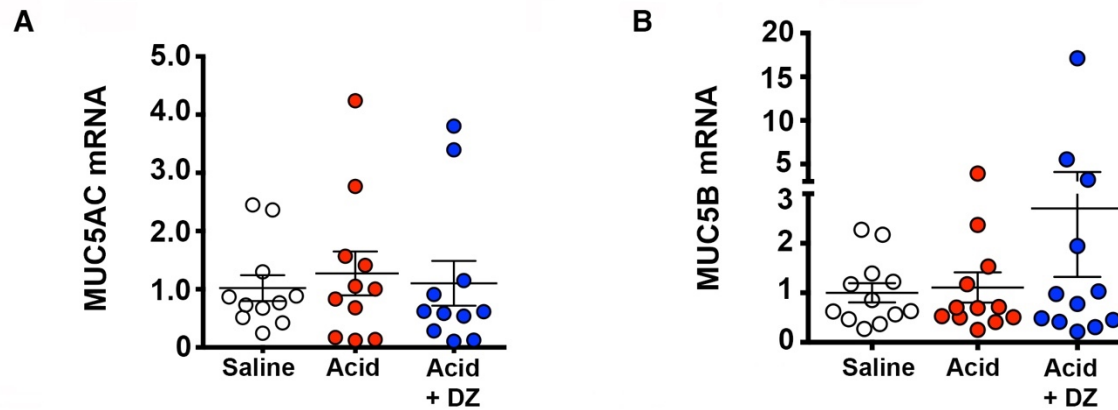 A
MUC5AC mRNA
5.0
4.0
3.0
2.0
1.0
0
Saline
Acid
Acid
+ DZ
B
MUC5B mRNA
20
15
10
5
3
2
1
0
Saline
Acid
Acid
+ DZ